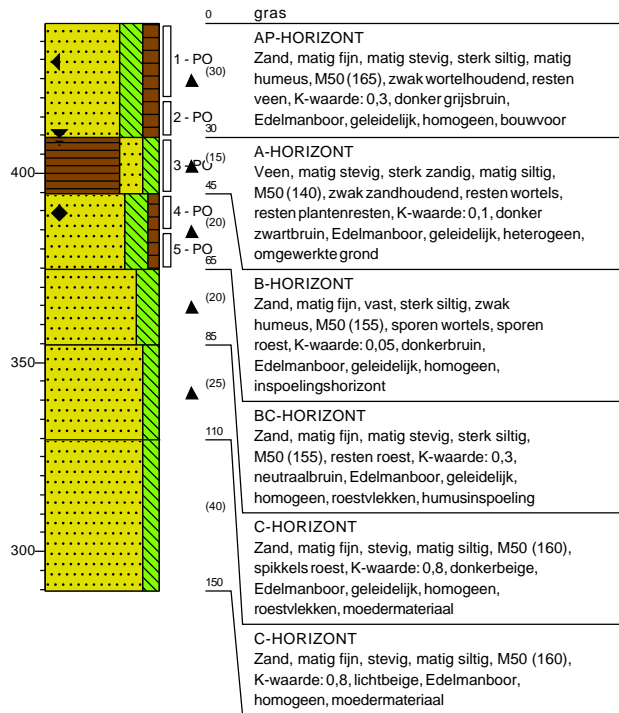 0 gras
AP-HORIZONT
Zand, matig fijn, matig stevig, sterk siltig, matig
humeus, M50 (165), zwak wortelhoudend, resten
veen, K-waarde: 0,3, donker grijsbruin,
Edelmanboor, geleidelijk, homogeen, bouwvoor
1 - PO
(30)
2 - PO
30
A-HORIZONT
Veen, matig stevig, sterk zandig, matig siltig,
M50 (140), zwak zandhoudend, resten wortels,
resten plantenresten, K-waarde: 0,1, donker
zwartbruin, Edelmanboor, geleidelijk, heterogeen,
omgewerkte grond
3 - PO
(15)
400
45
4 - PO
(20)
5 - PO
65
B-HORIZONT
Zand, matig fijn, vast, sterk siltig, zwak
humeus, M50 (155), sporen wortels, sporen
roest, K-waarde: 0,05, donkerbruin,
Edelmanboor, geleidelijk, homogeen,
inspoelingshorizont
(20)
85
350
(25)
110
BC-HORIZONT
Zand, matig fijn, matig stevig, sterk siltig,
M50 (155), resten roest, K-waarde: 0,3,
neutraalbruin, Edelmanboor, geleidelijk,
homogeen, roestvlekken, humusinspoeling
(40)
C-HORIZONT
Zand, matig fijn, stevig, matig siltig, M50 (160),
spikkels roest, K-waarde: 0,8, donkerbeige,
Edelmanboor, geleidelijk, homogeen,
roestvlekken, moedermateriaal
300
150
C-HORIZONT
Zand, matig fijn, stevig, matig siltig, M50 (160),
K-waarde: 0,8, lichtbeige, Edelmanboor,
homogeen, moedermateriaal